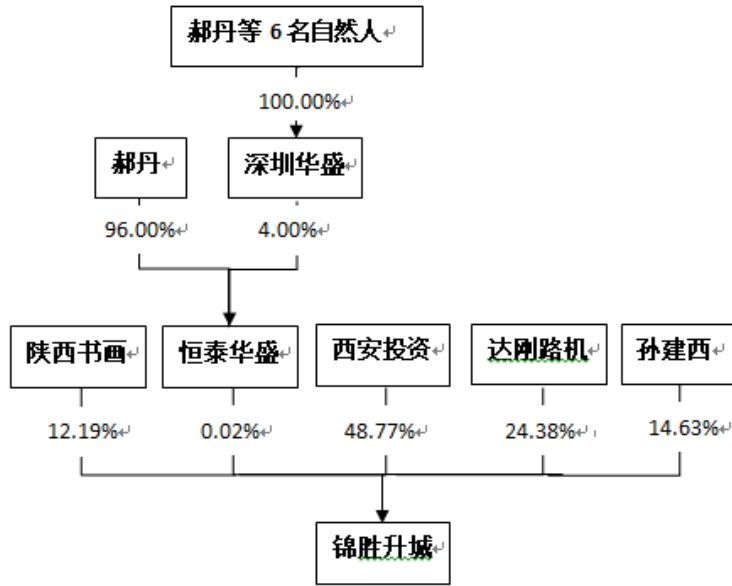 郝丹等 6 名自然人
100.00%
郝丹
深圳华盛
96.00%
4.00%
陕西书画
恒泰华盛
西安投资
达刚路机
孙建西
12.19%
0.02%
48.77%
24.38%
14.63%
锦胜升城